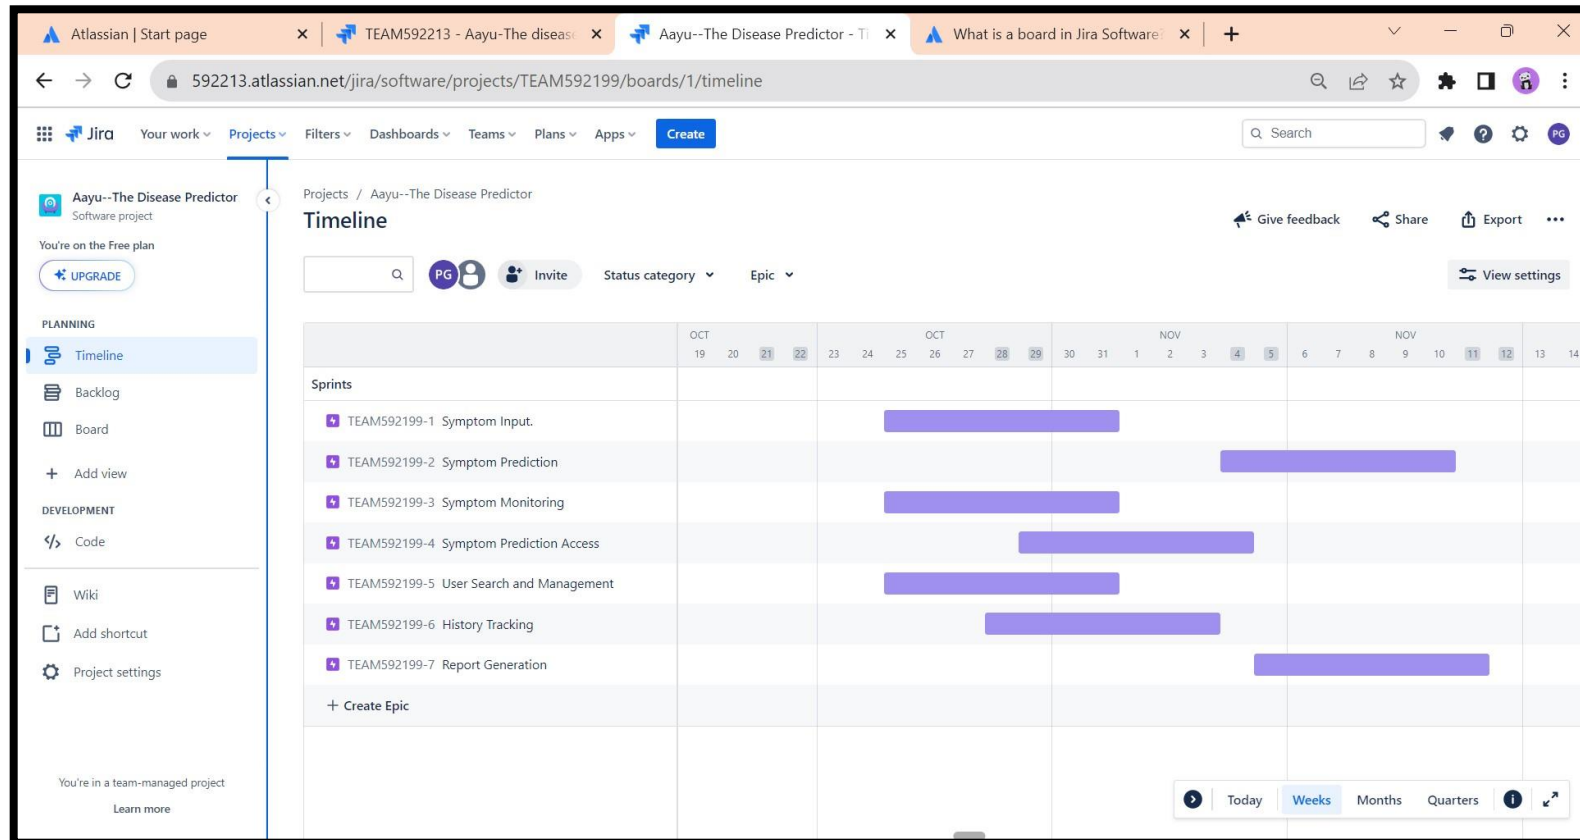 Atlassian | Start page
TEAM592213 - Aayu-The diseas
Aayu--The Disease Predictor - Ti
What is a board in Jira Software
592213.atlassian.net/jira/software/projects/TEAM592199/boards/1/timeline
Jira Your work Projects Filters Dashboards Teams Plans Apps Create Search PG
Aayu--The Disease Predictor
Software project
You're on the Free plan
UPGRADE
PLANNING
Timeline
Backlog
Board
Add view
DEVELOPMENT
Code
Wiki
Add shortcut
Project settings
You're in a team-managed project
Learn more
Projects / Aayu--The Disease Predictor
Timeline
Give feedback Share Export
PG Invite Status category Epic View settings
OCT OCT NOV NOV
19 20 21 22 23 24 25 26 27 28 29 30 31 1 2 3 4 5 6 7 8 9 10 11 12 13 14
Sprints
TEAM592199-1 Symptom Input.
TEAM592199-2 Symptom Prediction
TEAM592199-3 Symptom Monitoring
TEAM592199-4 Symptom Prediction Access
TEAM592199-5 User Search and Management
TEAM592199-6 History Tracking
TEAM592199-7 Report Generation
+ Create Epic
Today Weeks Months Quarters